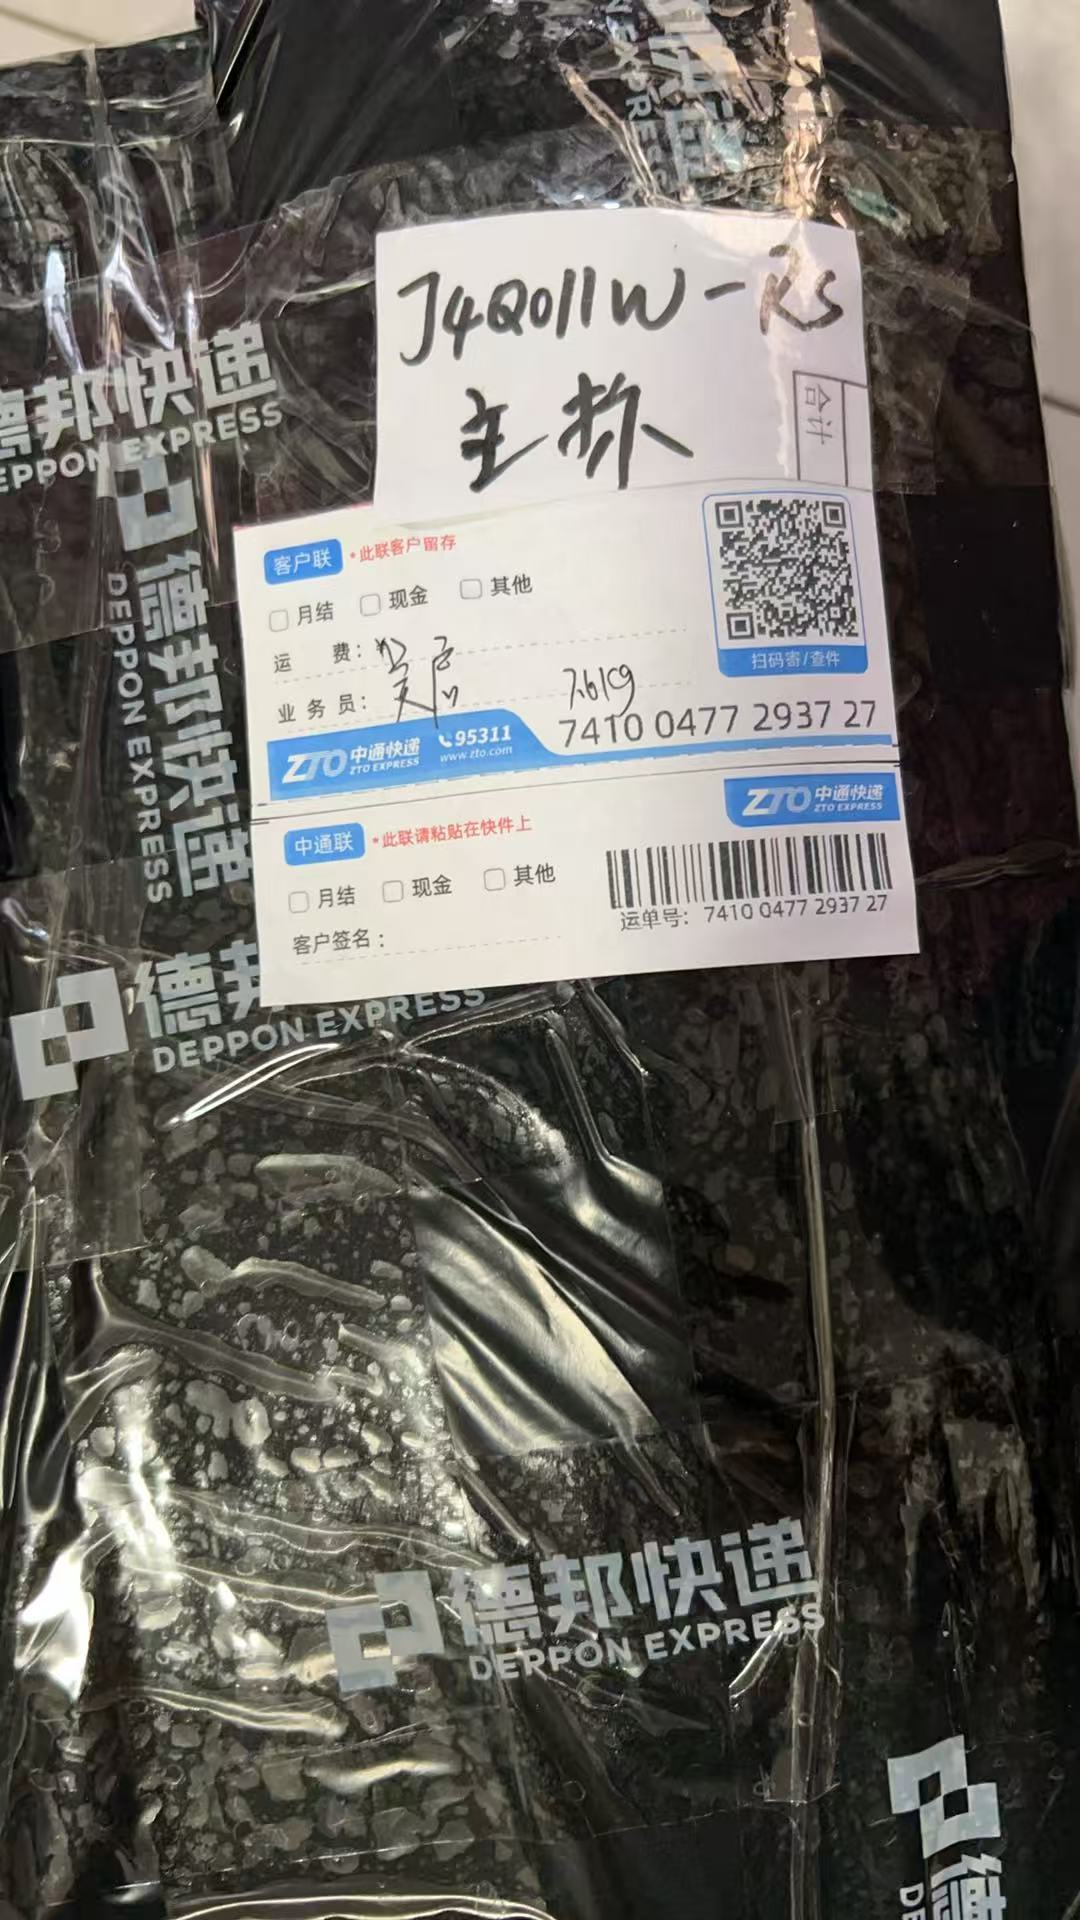 J4Q011W-RS
合计
客户联 *此联客户留存
月结 现金 其他
运 费：¥
业务员：
7410 0477 2937 27
ZTO 中通快递 ZTO EXPRESS 95311 www.zto.com
扫码寄/查件
ZTO 中通快递 ZTO EXPRESS
中通联 *此联请粘贴在快件上
月结 现金 其他
运单号： 7410 0477 2937 27
客户签名：
德邦快递
DEPPON EXPRESS
德邦快递
DEPPON EXPRESS
德邦
DEPPON EXPRESS
德邦快递
DEPPON EXPRESS
德